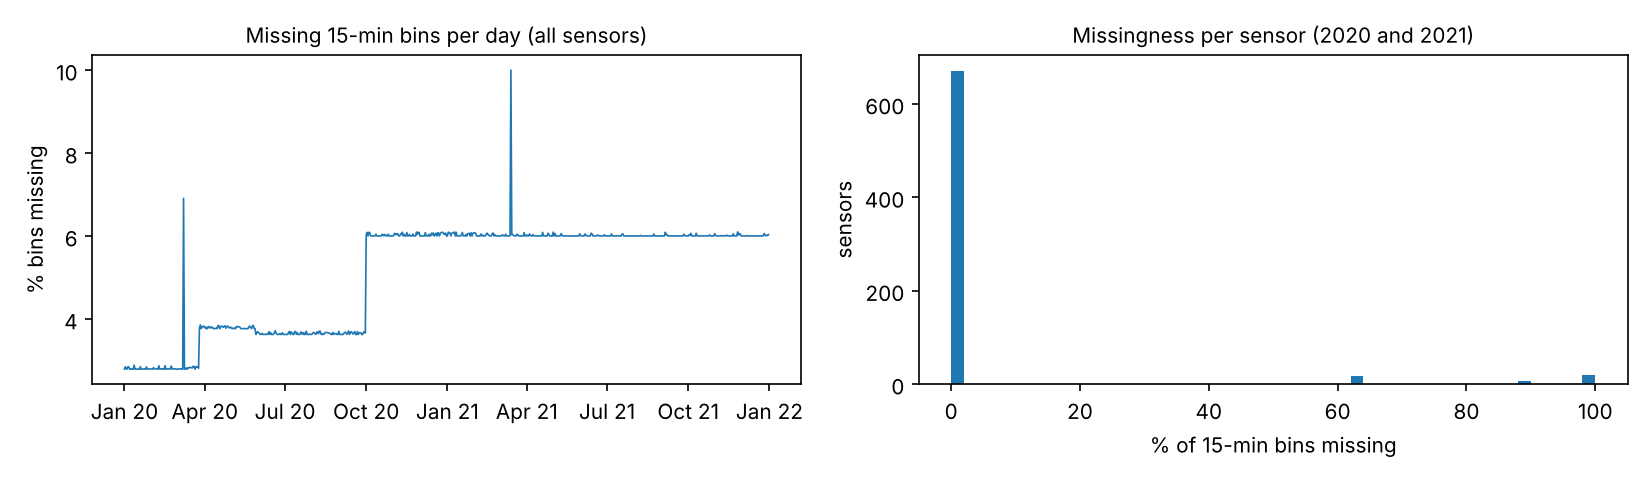 Missing 15-min bins per day (all sensors)
% bins missing
10
8
6
4
Jan 20 Apr 20 Jul 20 Oct 20 Jan 21 Apr 21 Jul 21 Oct 21 Jan 22
Missingness per sensor (2020 and 2021)
sensors
600
400
200
0
0 20 40 60 80 100
% of 15-min bins missing